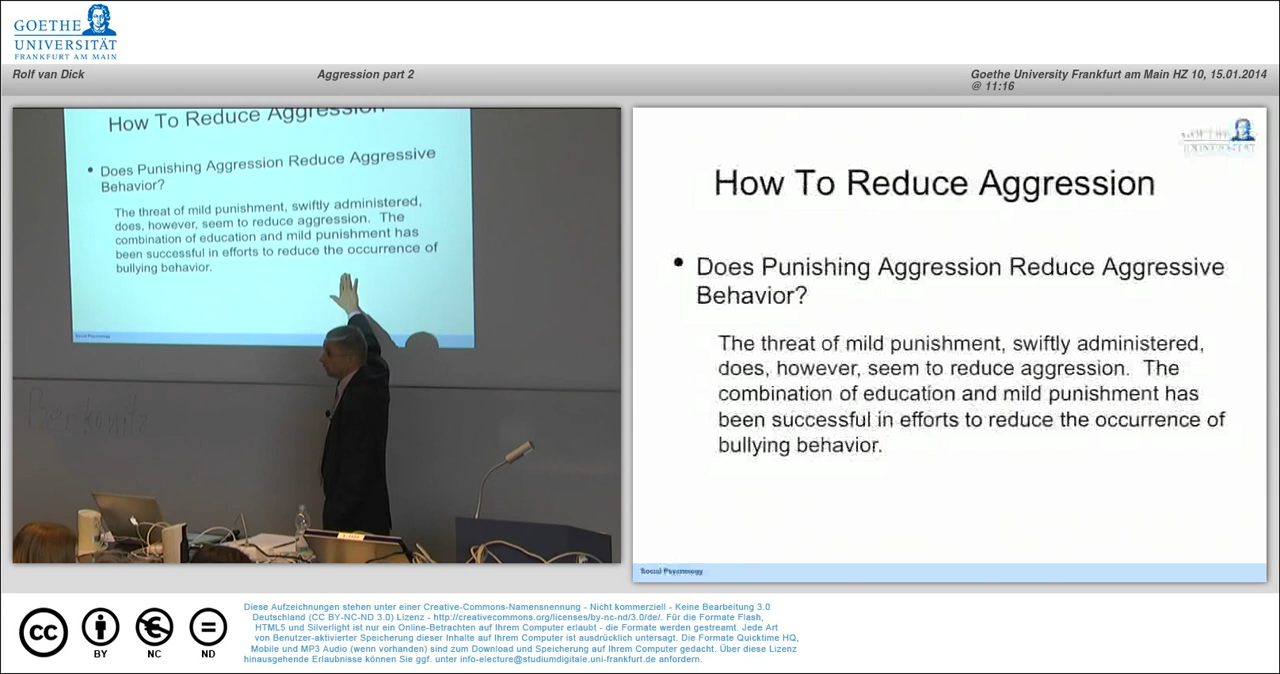 GOETHE
UNIVERSITÄT
FRANKFURT AM MAIN
Rolf van Dick
Aggression part 2
Goethe University Frankfurt am Main HZ 10, 15.01.2014
@ 11:16
How To Reduce Aggression
• Does Punishing Aggression Reduce Aggressive
Behavior?
The threat of mild punishment, swiftly administered,
does, however, seem to reduce aggression. The
combination of education and mild punishment has
been successful in efforts to reduce the occurrence of
bullying behavior.
Social Psychology
Berkowitz
How To Reduce Aggression
• Does Punishing Aggression Reduce Aggressive
Behavior?
The threat of mild punishment, swiftly administered,
does, however, seem to reduce aggression. The
combination of education and mild punishment has
been successful in efforts to reduce the occurrence of
bullying behavior.
Social Psychology
cc
BY
NC
ND
Diese Aufzeichnungen stehen unter einer Creative-Commons-Namensnennung - Nicht kommerziell - Keine Bearbeitung 3.0
Deutschland (CC BY-NC-ND 3.0) Lizenz - http://creativecommons.org/licenses/by-nc-nd/3.0/de/. Für die Formate Flash,
HTML5 und Silverlight ist nur ein Online-Betrachten auf Ihrem Computer erlaubt - die Formate werden gestreamt. Jede Art
von Benutzer-aktivierter Speicherung dieser Inhalte auf Ihrem Computer ist ausdrücklich untersagt. Die Formate Quicktime HQ,
Mobile und MP3 Audio (wenn vorhanden) sind zum Download und Speicherung auf Ihrem Computer gedacht. Über diese Lizenz
hinausgehende Erlaubnisse können Sie ggf. unter info-electure@studiumdigitale.uni-frankfurt.de anfordern.